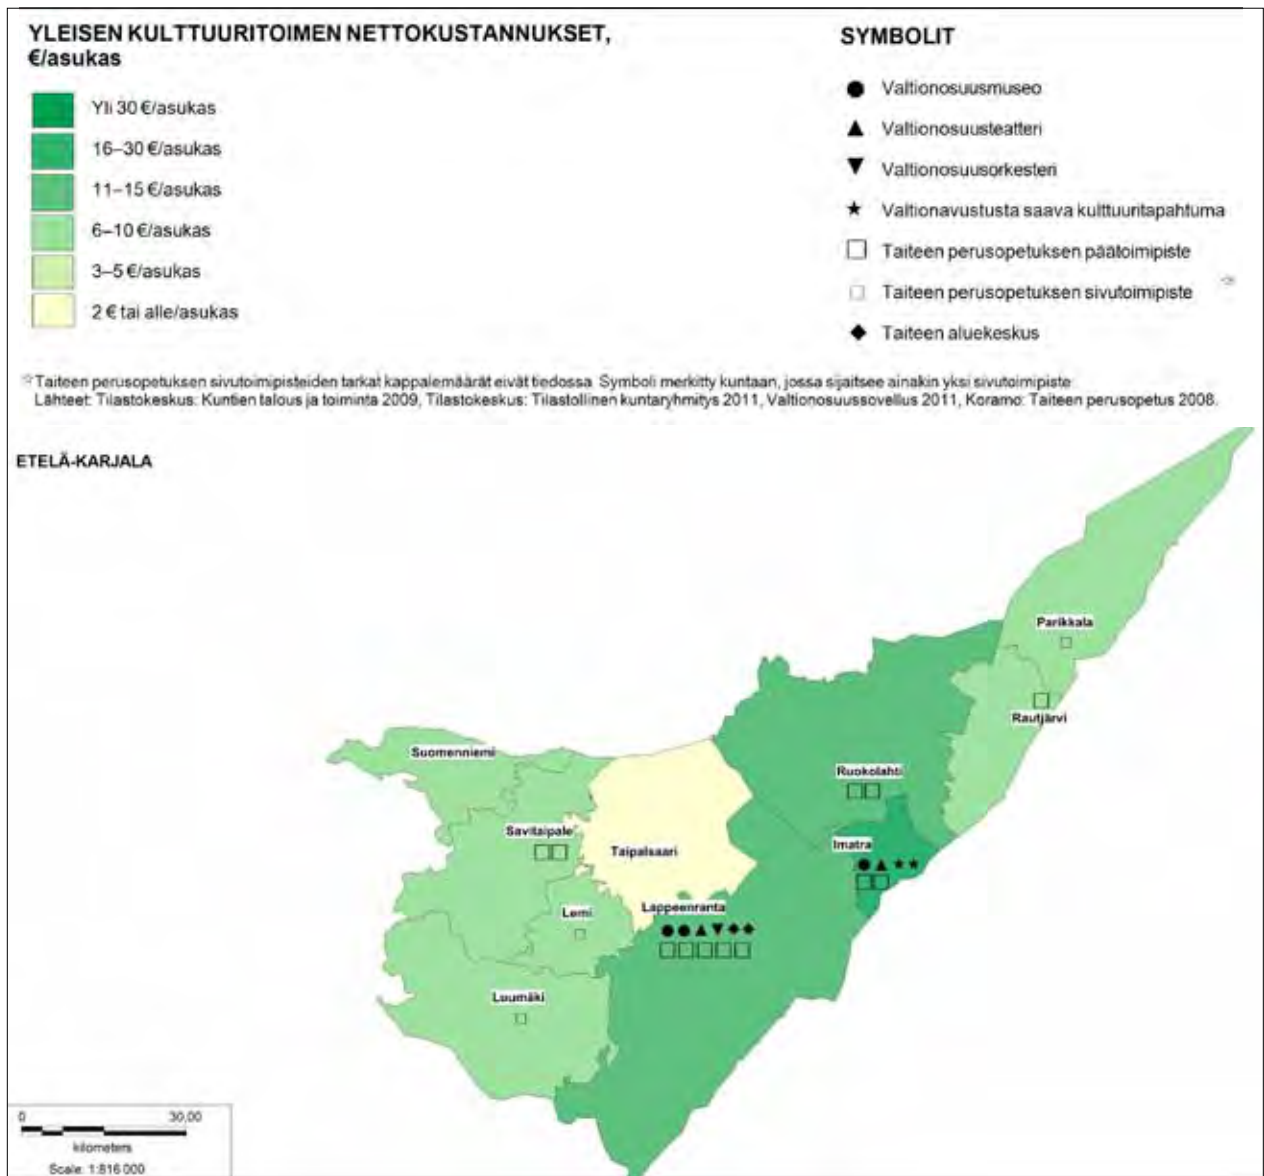 YLEISEN KULTTUURITOIMEN NETTOKUSTANNUKSET,
€/asukas
Yli 30 €/asukas
16–30 €/asukas
11–15 €/asukas
6–10 €/asukas
3–5 €/asukas
2 € tai alle/asukas
SYMBOLIT
Valtionosuusmuseo
Valtionosuusteatteri
Valtionosuusorkesteri
Valtionavustusta saava kulttuuritapahtuma
Taiteen perusopetuksen päätoimipiste
Taiteen perusopetuksen sivutoimipiste
Taiteen aluekeskus
Taiteen perusopetuksen sivutoimipisteiden tarkat kappalemäärät eivät tiedossa. Symboli merkitty kuntaan, jossa sijaitsee ainakin yksi sivutoimipiste.
Lähteet: Tilastokeskus: Kuntien talous ja toiminta 2009, Tilastokeskus: Tilastollinen kuntaryhmitys 2011, Valtionosuussovellus 2011, Koramo: Taiteen perusopetus 2008.
ETELÄ-KARJALA
Parikkala
Rautjärvi
Suomenniemi
Ruokolahti
Savitaipale
Taipalsaari
Imatra
Lappeenranta
Lemi
Luumäki
0 30,00
kilometers
Scale: 1:816 000